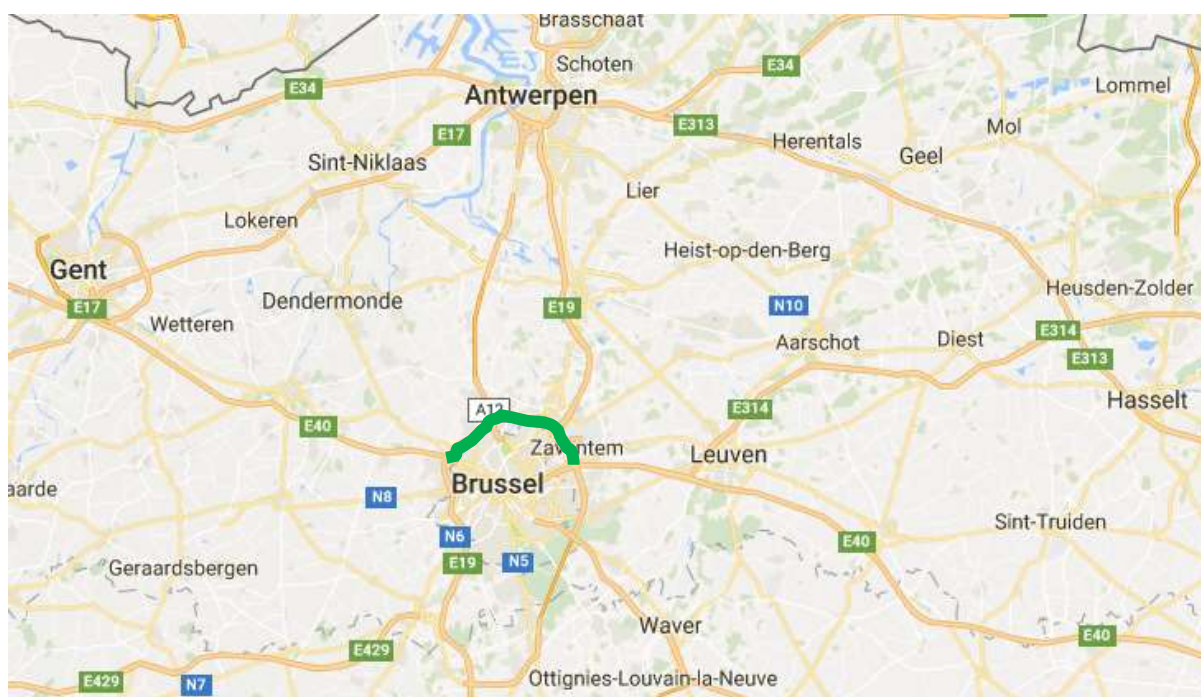 Brasschaat
Schoten
E34
E34
Lommel
Antwerpen
E17
E313
Mol
Herentals
Geel
Sint-Niklaas
Lier
Lokeren
Heist-op-den-Berg
Gent
E17
Dendermonde
E19
N10
Heusden-Zolder
Wetteren
E314
Aarschot
Diest
E313
Hasselt
A12
E314
E40
Zaventem
Leuven
Brussel
aarde
N8
Sint-Truiden
N6
E40
E19
N5
Geraardsbergen
Waver
E40
E429
Ottignies-Louvain-la-Neuve
E429
N7